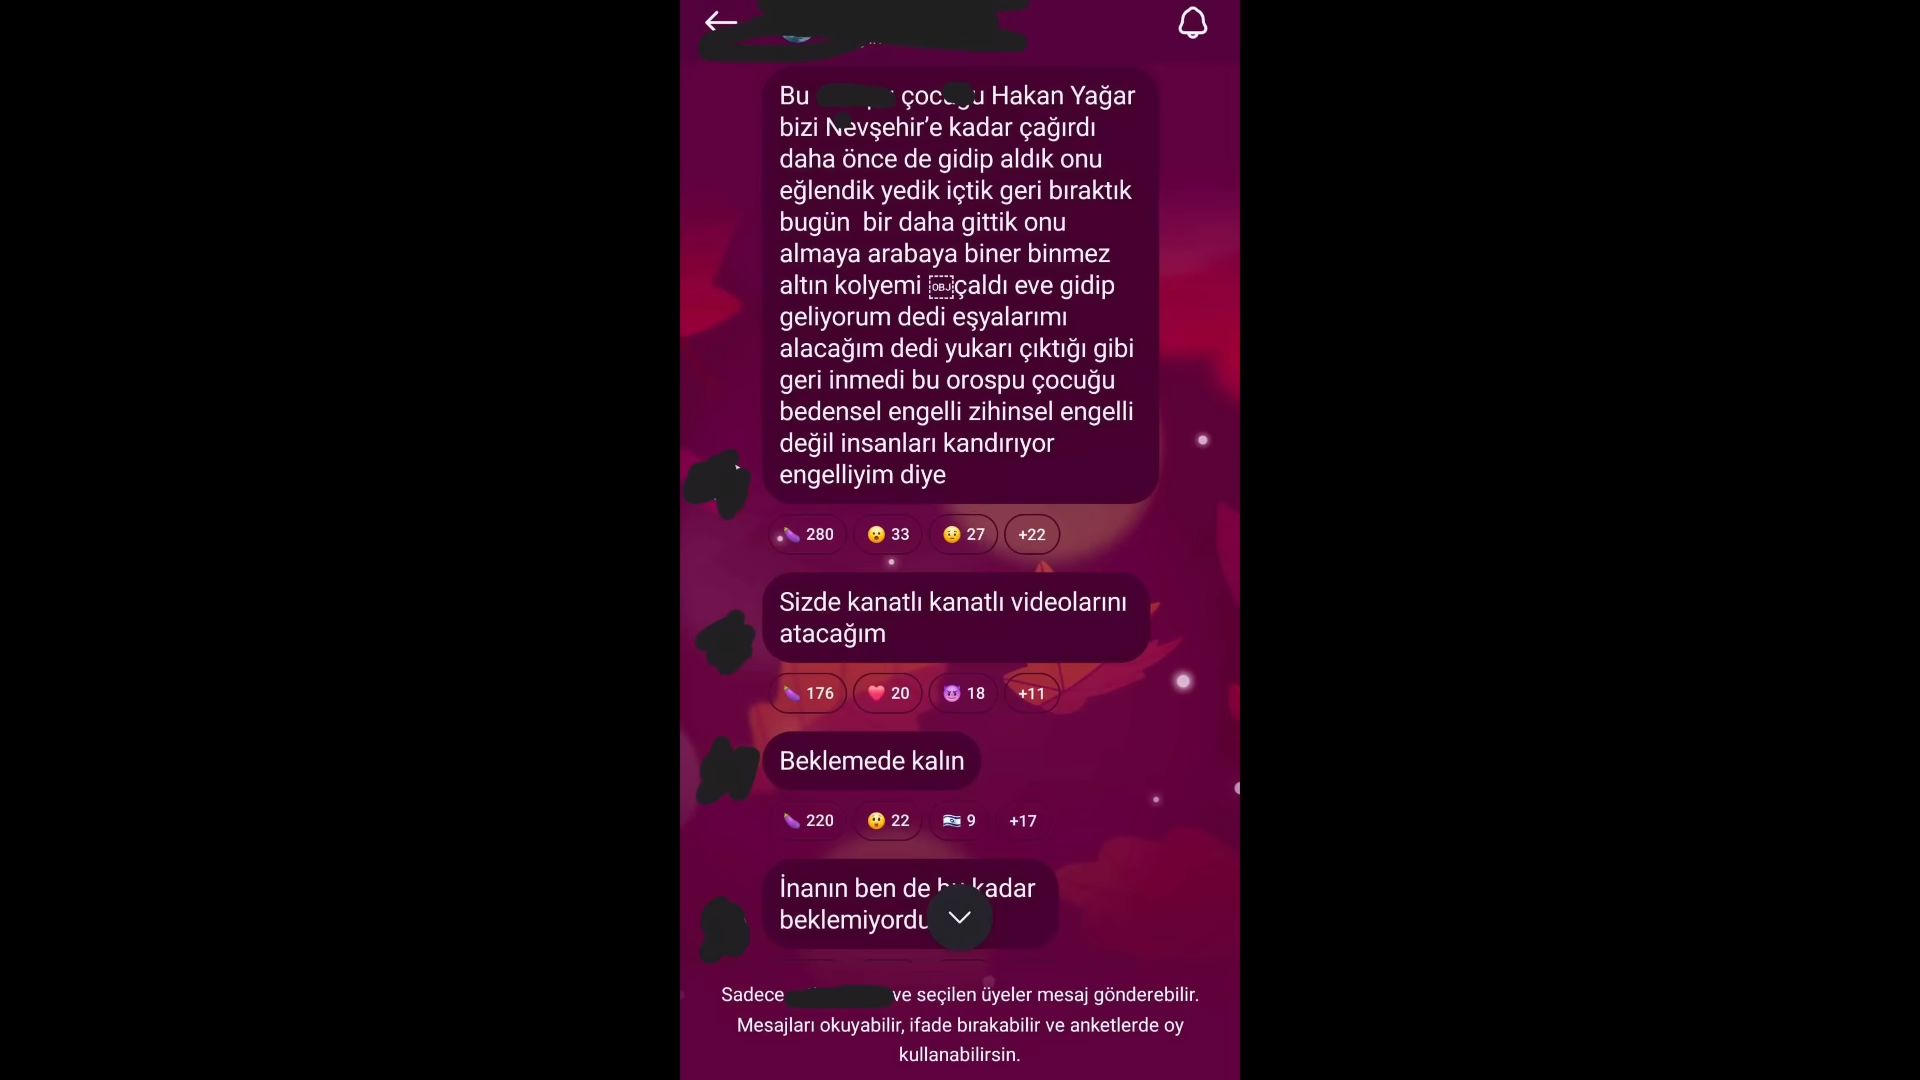 Bu çocuğu Hakan Yağar
bizi Nevşehir’e kadar çağırdı
daha önce de gidip aldık onu
eğlendik yedik içtik geri bıraktık
bugün  bir daha gittik onu
almaya arabaya biner binmez
altın kolyemi çaldı eve gidip
geliyorum dedi eşyalarımı
alacağım dedi yukarı çıktığı gibi
geri inmedi bu orospu çocuğu
bedensel engelli zihinsel engelli
değil insanları kandırıyor
engelliyim diye
280 33 27 +22
Sizde kanatlı kanatlı videolarını
atacağım
176 20 18 +11
Beklemede kalın
220 22 9 +17
İnanın ben de bu kadar
beklemiyordu
Sadece ve seçilen üyeler mesaj gönderebilir.
Mesajları okuyabilir, ifade bırakabilir ve anketlerde oy
kullanabilirsin.